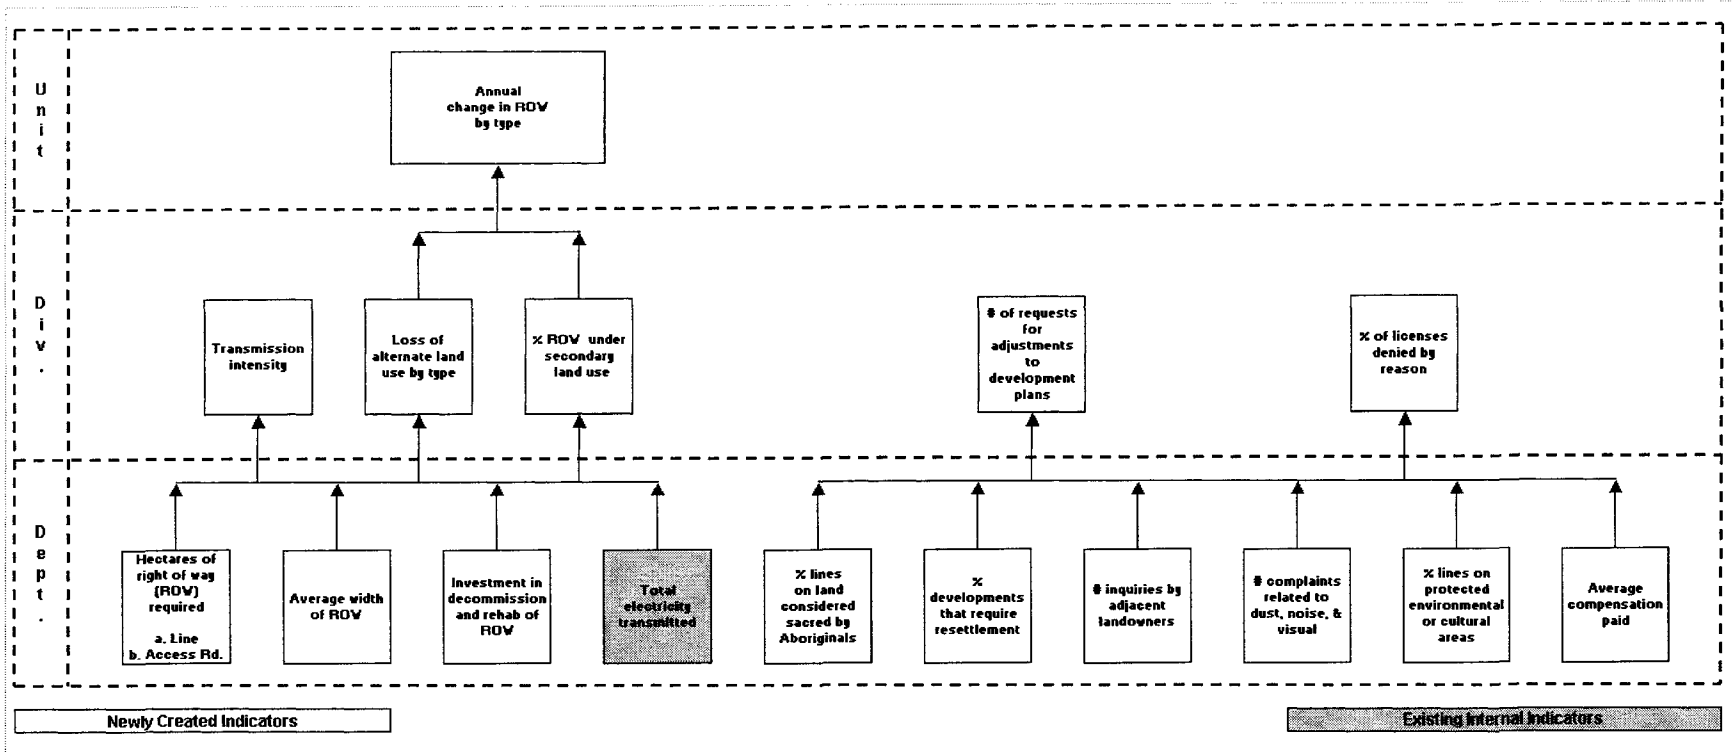 Unit
Annual
change in ROW
by type
Div.
Transmission
intensity
Loss of
alternate land
use by type
% ROW under
secondary
land use
# of requests
for
adjustments
to
development
plans
% of licenses
denied by
reason
Dept.
Hectares of
right of way
(ROW)
required
a. Line
b. Access Rd.
Average width
of ROW
Investment in
decommission
and rehab of
ROW
Total
electricity
transmitted
% lines
on land
considered
sacred by
Aboriginals
%
developments
that require
resettlement
# inquiries by
adjacent
landowners
# complaints
related to
dust, noise, &
visual
% lines on
protected
environmental
or cultural
areas
Average
compensation
paid
Newly Created Indicators
Existing Internal Indicators